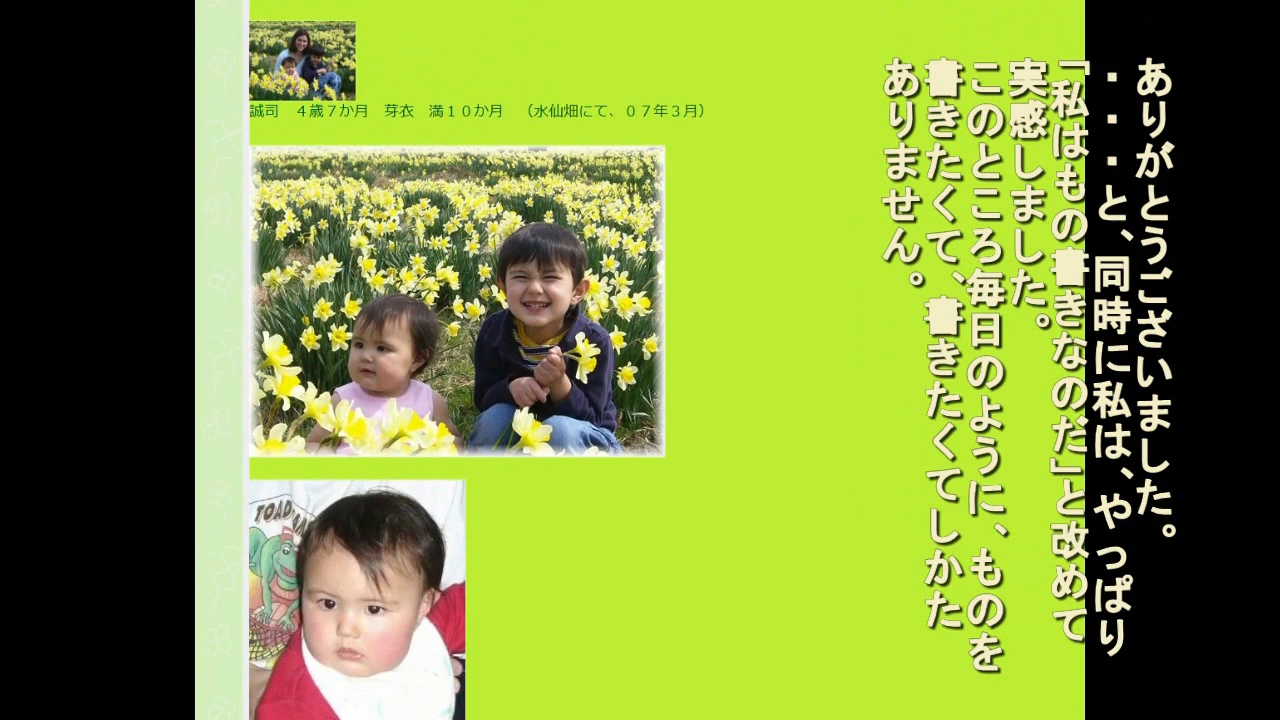 誠司　４歳７か月　芽衣　満１０か月　（水仙畑にて、０７年３月）
ありがとうございました。
・・・と、同時に私は、やっぱり
「私はもの書きなのだ」と改めて
実感しました。
このところ毎日のように、ものを
書きたくて、書きたくてしかた
ありません。
TOAD